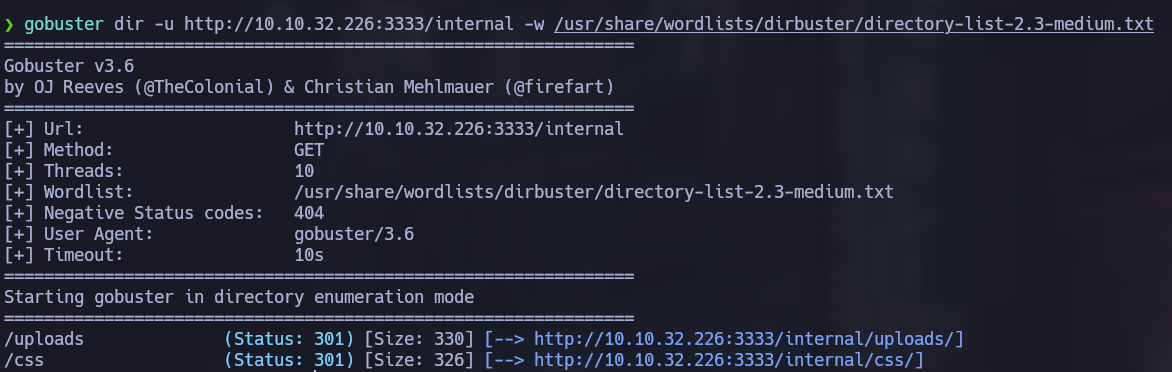 ❯ gobuster dir -u http://10.10.32.226:3333/internal -w /usr/share/wordlists/dirbuster/directory-list-2.3-medium.txt
===============================================================
Gobuster v3.6
by OJ Reeves (@TheColonial) & Christian Mehlmauer (@firefart)
===============================================================
[+] Url:                     http://10.10.32.226:3333/internal
[+] Method:                  GET
[+] Threads:                 10
[+] Wordlist:                /usr/share/wordlists/dirbuster/directory-list-2.3-medium.txt
[+] Negative Status codes:   404
[+] User Agent:              gobuster/3.6
[+] Timeout:                 10s
===============================================================
Starting gobuster in directory enumeration mode
===============================================================
/uploads              (Status: 301) [Size: 330] [--> http://10.10.32.226:3333/internal/uploads/]
/css                  (Status: 301) [Size: 326] [--> http://10.10.32.226:3333/internal/css/]